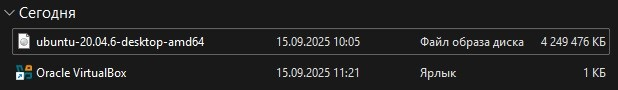 Сегодня
ubuntu-20.04.6-desktop-amd64 15.09.2025 10:05 Файл образа диска 4 249 476 КБ
Oracle VirtualBox 15.09.2025 11:21 Ярлык 1 КБ